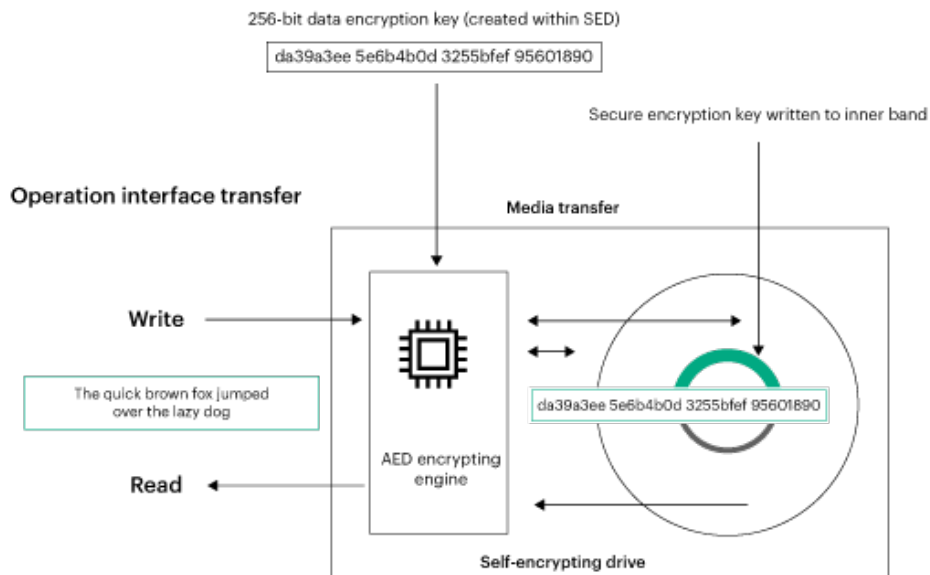 256-bit data encryption key (created within SED)
da39a3ee 5e6b4b0d 3255bfef 95601890
Secure encryption key written to inner band
Operation interface transfer
Media transfer
Write
The quick brown fox jumped
over the lazy dog
da39a3ee 5e6b4b0d 3255bfef 95601890
AED encrypting
engine
Read
Self-encrypting drive